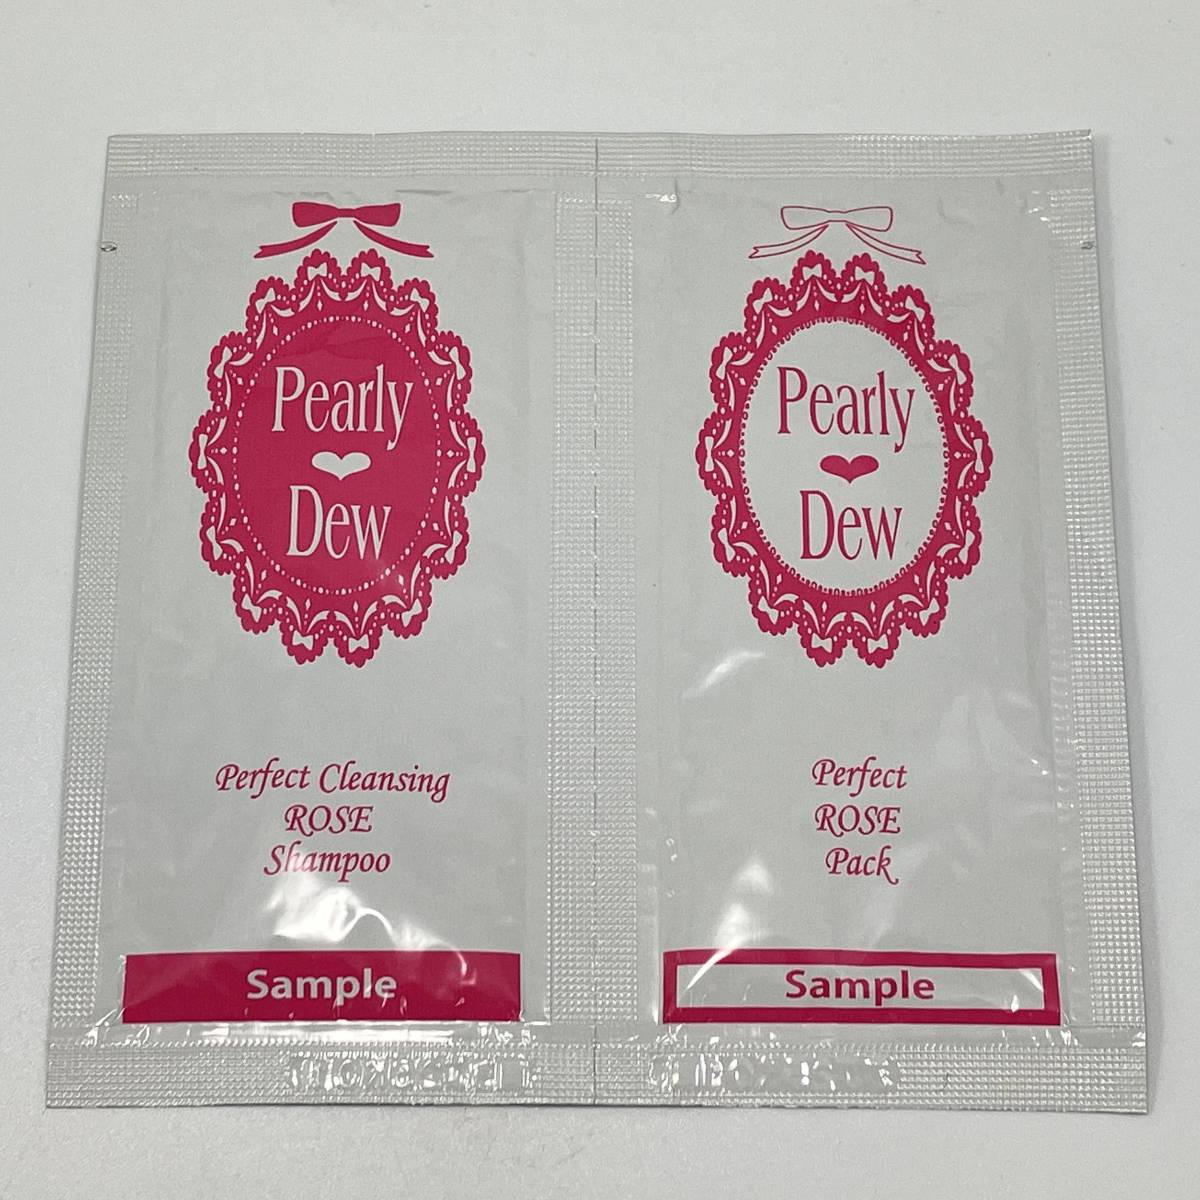 Pearly
Dew
Perfect Cleansing
ROSE
Shampoo
Sample
Pearly
Dew
Perfect
ROSE
Pack
Sample